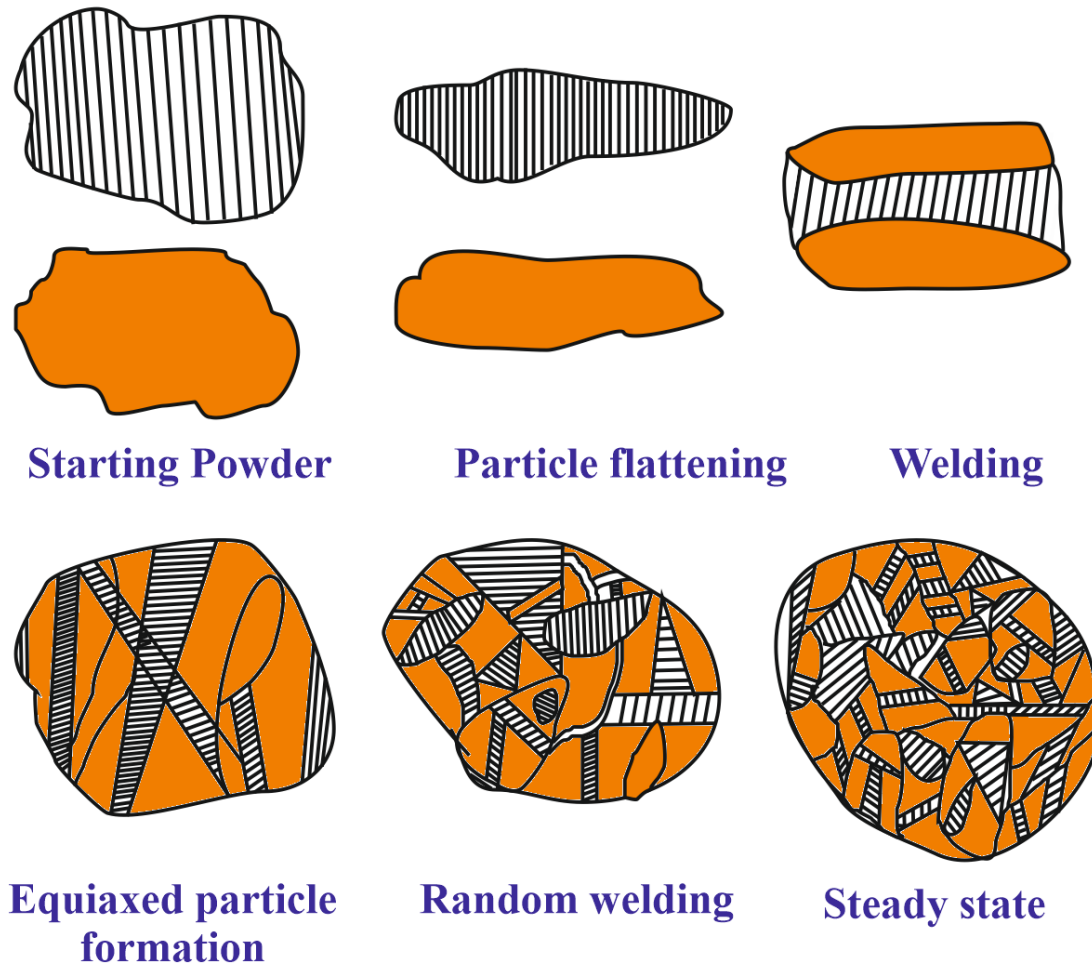 Starting Powder
Particle flattening
Welding
Equiaxed particle
formation
Random welding
Steady state